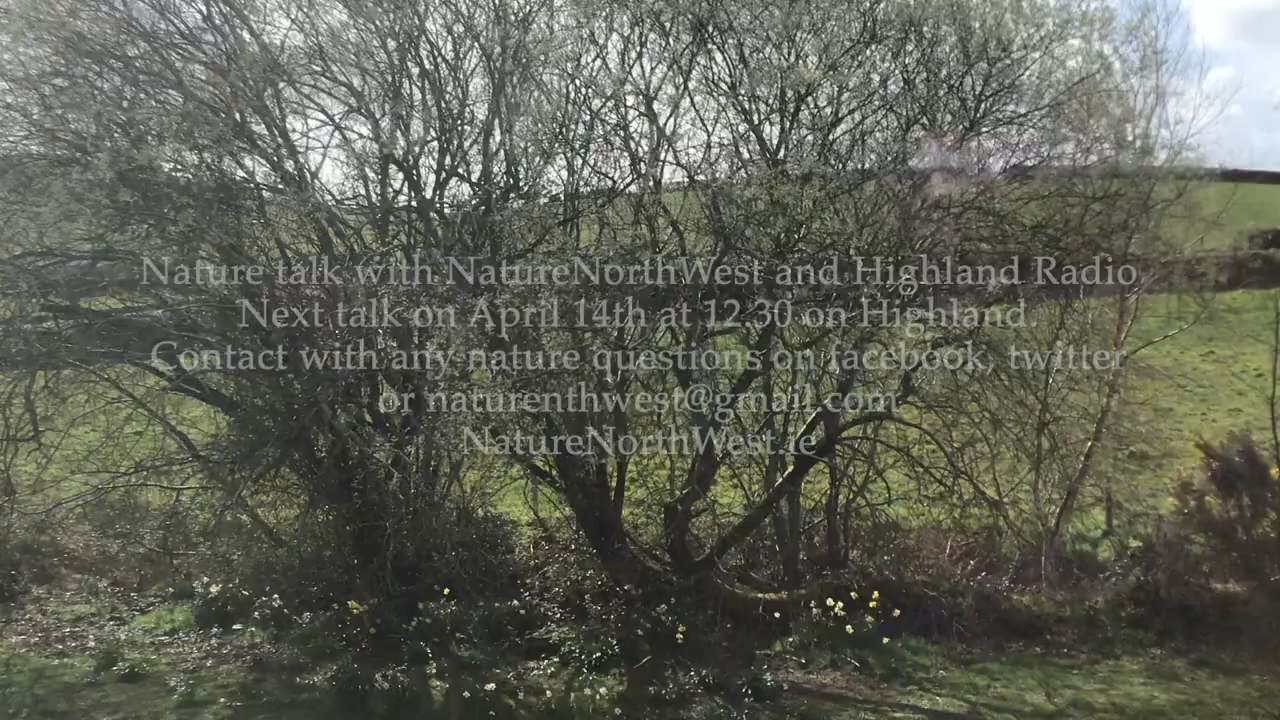 Nature talk with NatureNorthWest and Highland Radio
Next talk on April 14th at 12.30 on Highland.
Contact with any nature questions on facebook, twitter
or naturenthwest@gmail.com
NatureNorthWest.ie